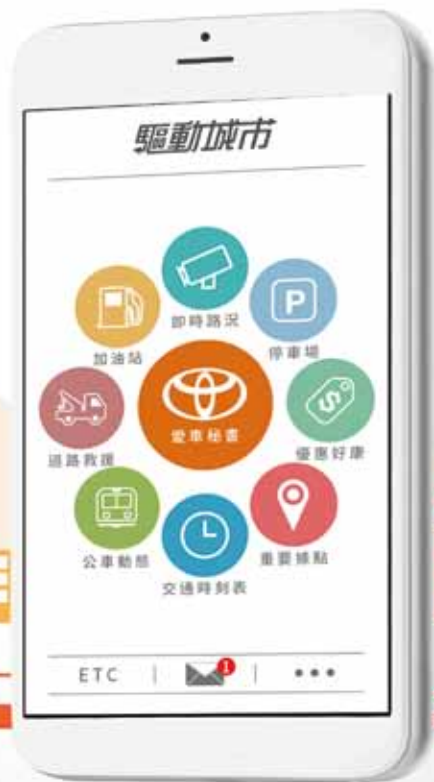 驅動城市
即時路況
加油站
停車場
P
愛車秘書
$
道路救援
優惠好康
公車動態
重要據點
交通時刻表
ETC
1